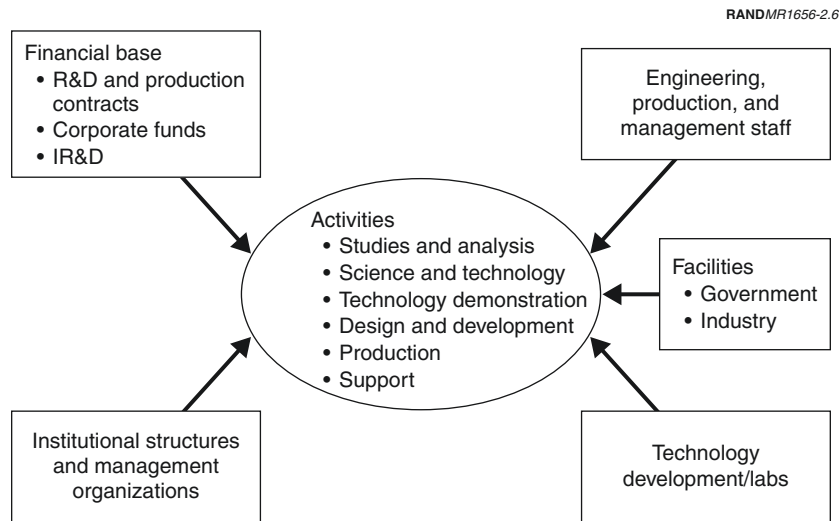 RANDMR1656-2.6
Financial base
• R&D and production
contracts
• Corporate funds
• IR&D
Engineering,
production, and
management staff
Activities
• Studies and analysis
• Science and technology
• Technology demonstration
• Design and development
• Production
• Support
Facilities
• Government
• Industry
Institutional structures
and management
organizations
Technology
development/labs